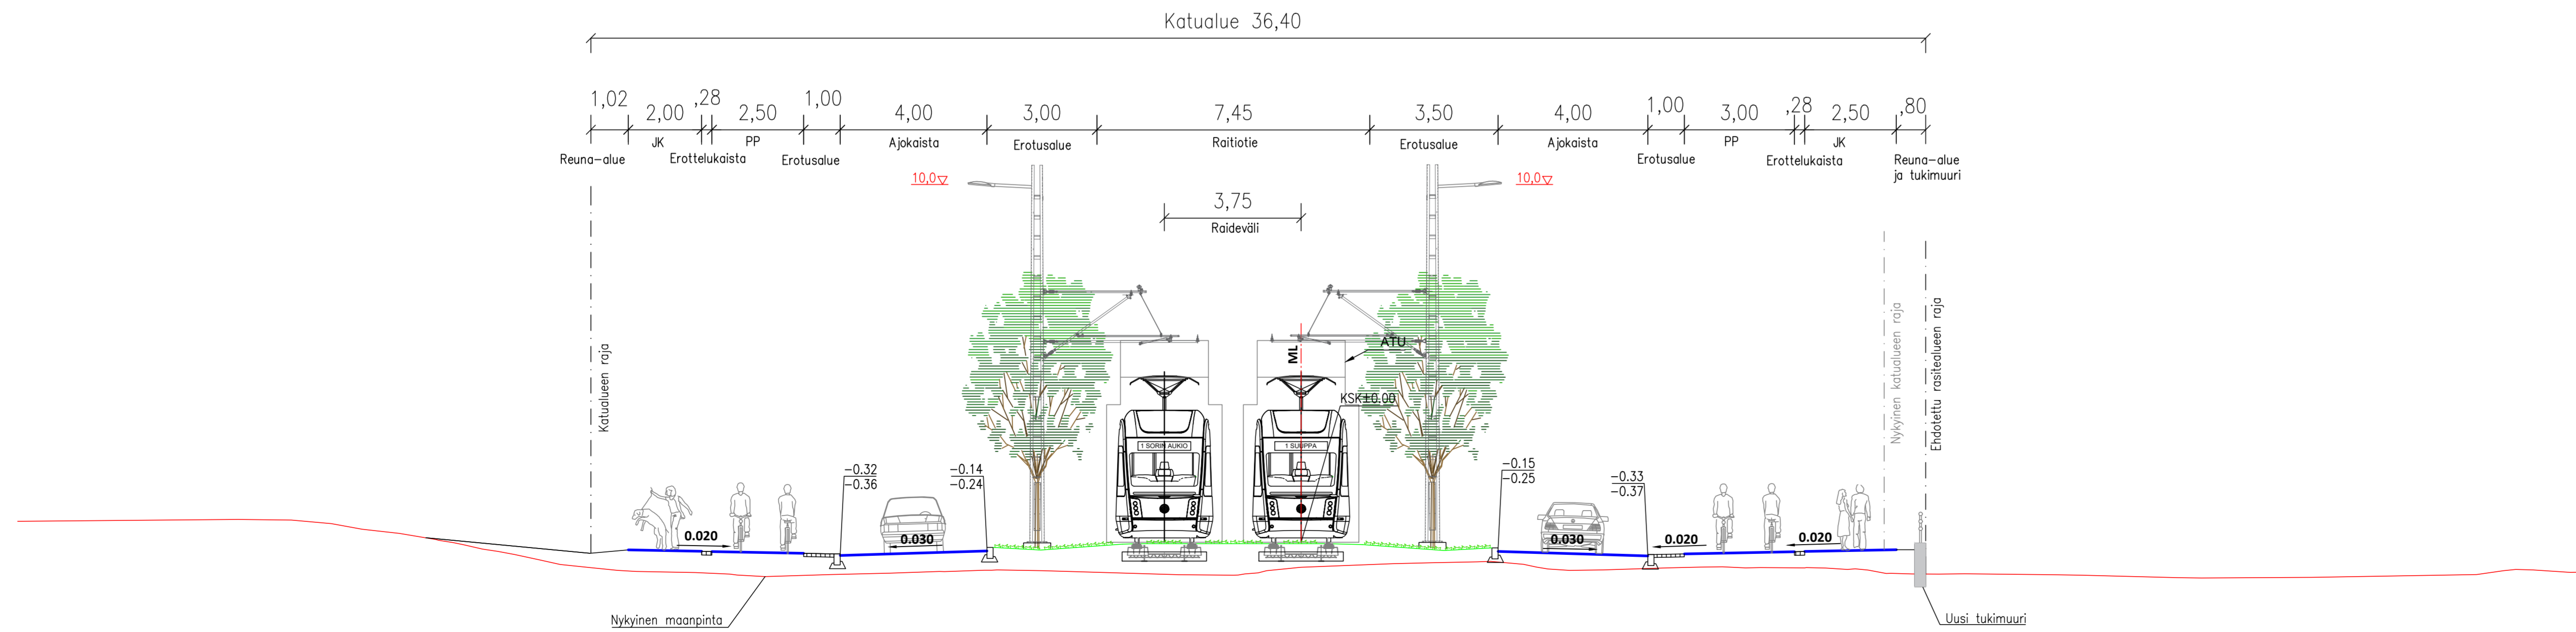 Katualue 36,40
1,02 2,00 ,28 2,50 1,00 4,00 3,00 7,45 3,50 4,00 1,00 3,00 ,28 2,50 ,80
JK PP Ajokaista Erotusalue Raitiotie Erotusalue Ajokaista PP JK
Reuna-alue Erottelukaista Erotusalue Erotusalue Erottelukaista Reuna-alue
ja tukimuuri
10,0 10,0
3,75
Raideväli
Katualueen raja
Nykyinen katualueen raja
Ehdotettu rasitealueen raja
ML
ATU
KSK±0.00
1 SORIN AUKIO
1 SULUPPA
-0.32
-0.36
-0.14
-0.24
-0.15
-0.25
-0.33
-0.37
0.020 0.030 0.030 0.020 0.020
Nykyinen maanpinta
Uusi tukimuuri